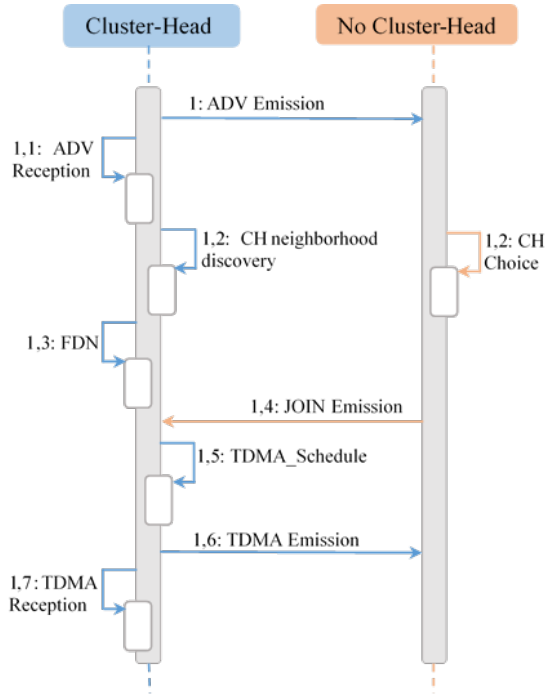 Cluster-Head
No Cluster-Head
1: ADV Emission
1,1: ADV
Reception
1,2: CH neighborhood
discovery
1,2: CH
Choice
1,3: FDN
1,4: JOIN Emission
1,5: TDMA_Schedule
1,6: TDMA Emission
1,7: TDMA
Reception